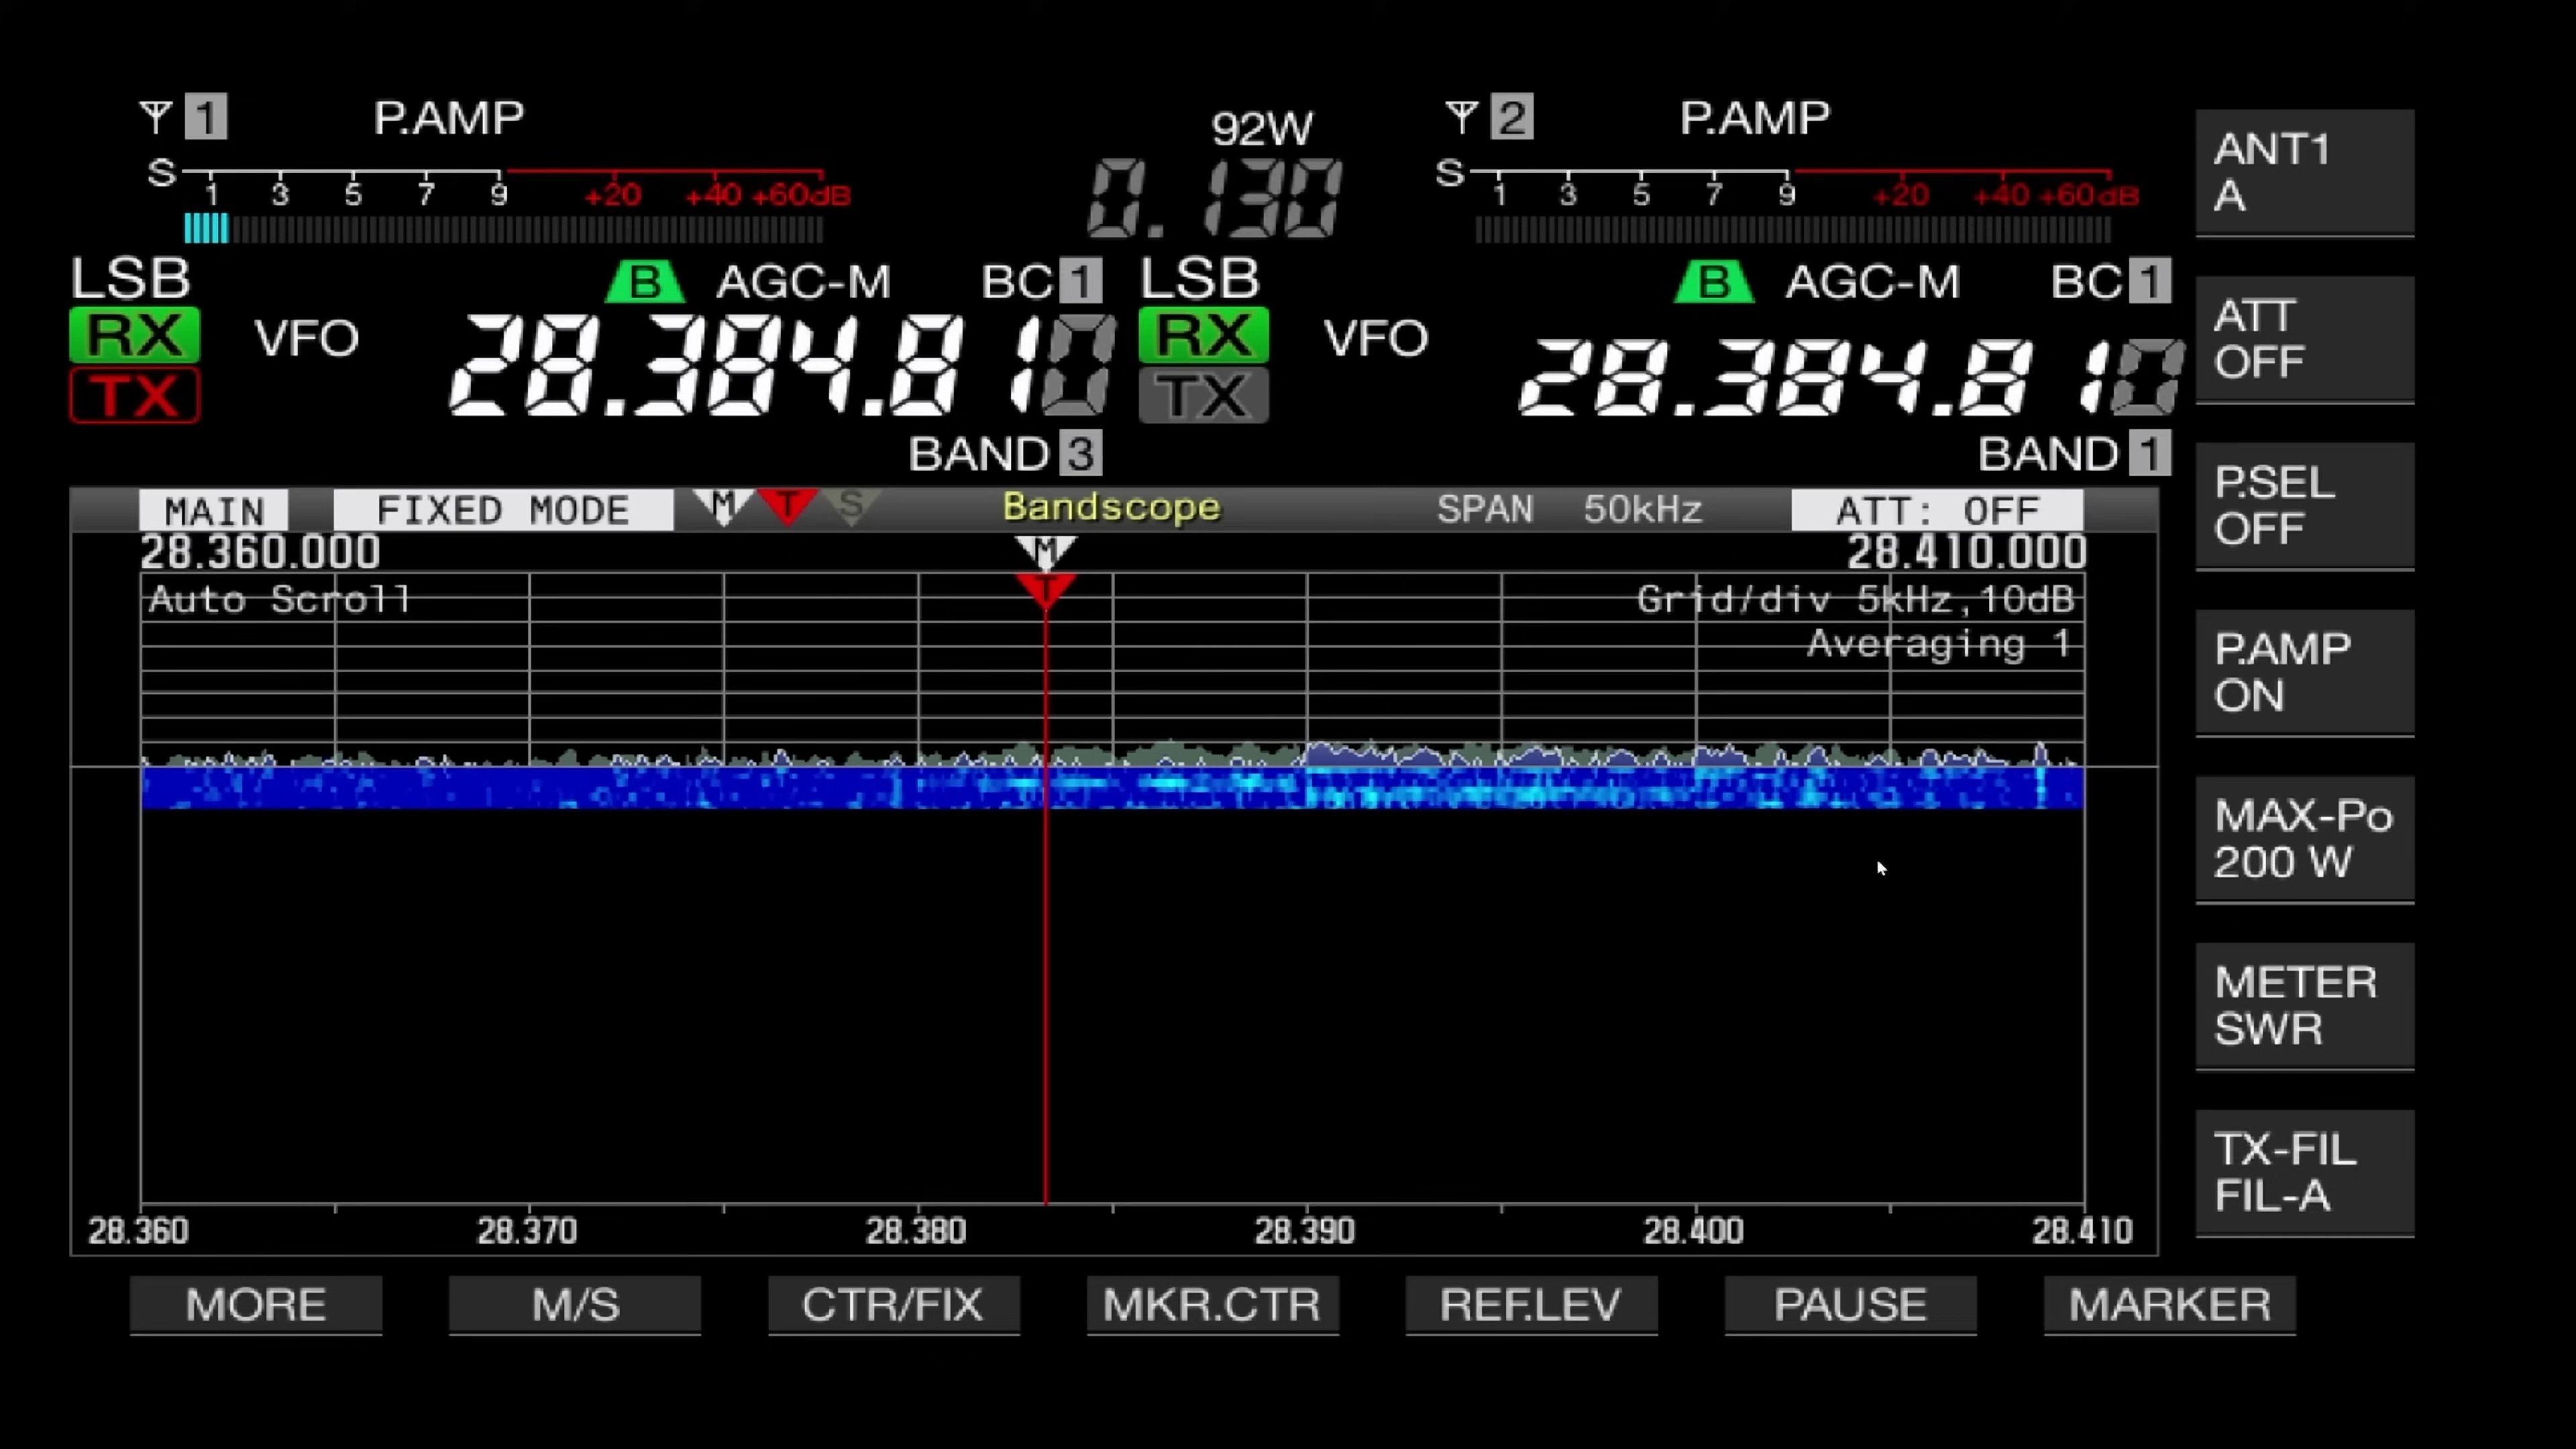 1 P.AMP 92W 2 P.AMP
S 1 3 5 7 9 +20 +40 +60dB 0.130 S 1 3 5 7 9 +20 +40 +60dB
LSB B AGC-M BC 1 LSB B AGC-M BC 1
RX VFO 28.384.810 RX VFO 28.384.810
TX TX
BAND 3 BAND 1
MAIN FIXED MODE M T S Bandscope SPAN 50kHz ATT: OFF
28.360.000 M 28.410.000
Auto Scroll T Grid/div 5kHz,10dB
Averaging 1
28.360 28.370 28.380 28.390 28.400 28.410
MORE M/S CTR/FIX MKR.CTR REF.LEV PAUSE MARKER
ANT1
A
ATT
OFF
P.SEL
OFF
P.AMP
ON
MAX-Po
200 W
METER
SWR
TX-FIL
FIL-A